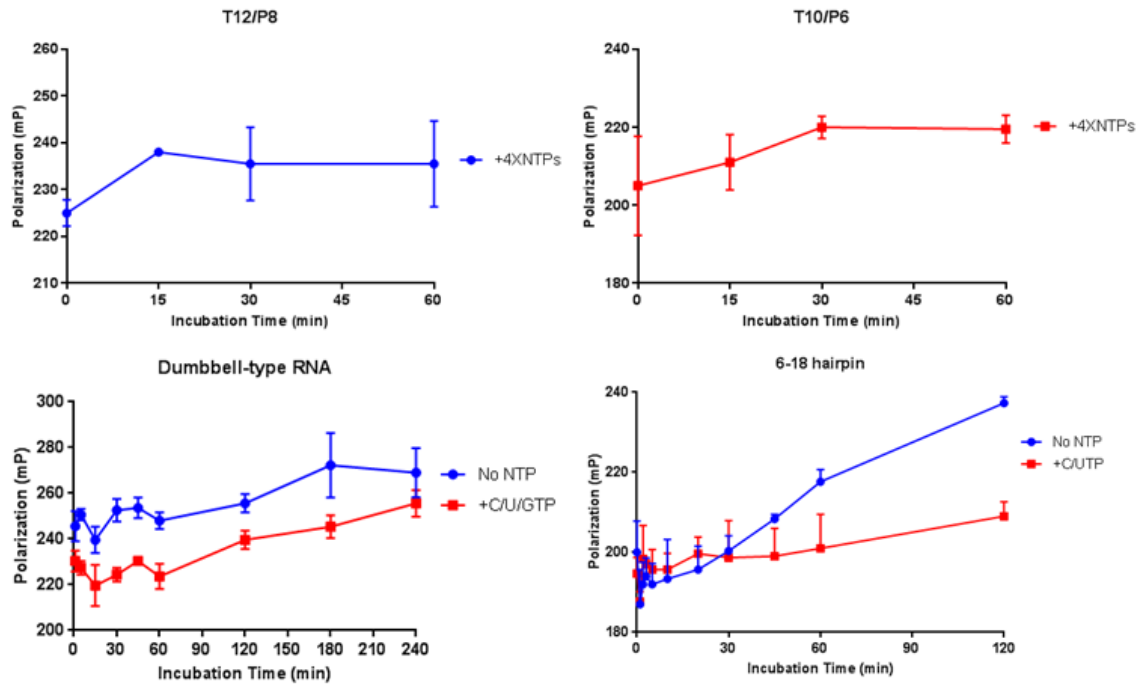 T12/P8
260
250
240
230
220
210
Polarization (mP)
0 15 30 45 60
Incubation Time (min)
+4XNTPs
T10/P6
240
220
200
180
Polarization (mP)
0 15 30 45 60
Incubation Time (min)
+4XNTPs
Dumbbell-type RNA
300
280
260
240
220
200
Polarization (mP)
0 30 60 90 120 150 180 210 240
Incubation Time (min)
No NTP
+C/U/GTP
6-18 hairpin
240
220
200
180
Polarization (mP)
0 30 60 90 120
Incubation Time (min)
No NTP
+C/UTP